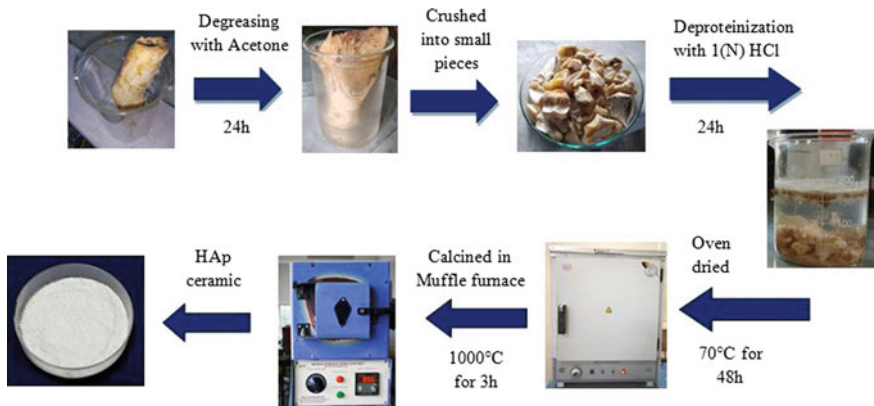 Degreasing
with Acetone
24h
Crushed
into small
pieces
Deproteinization
with 1(N) HCl
24h
Oven
dried
70°C for
48h
Calcined in
Muffle furnace
1000°C
for 3h
HAp
ceramic